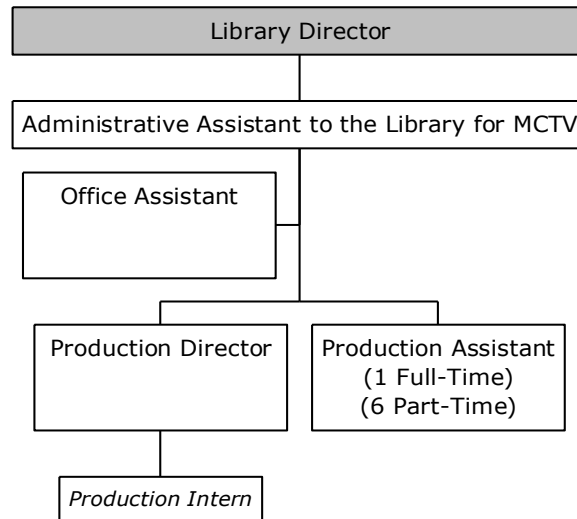 Library Director
Administrative Assistant to the Library for MCTV
Office Assistant
Production Director
Production Assistant
(1 Full-Time)
(6 Part-Time)
Production Intern